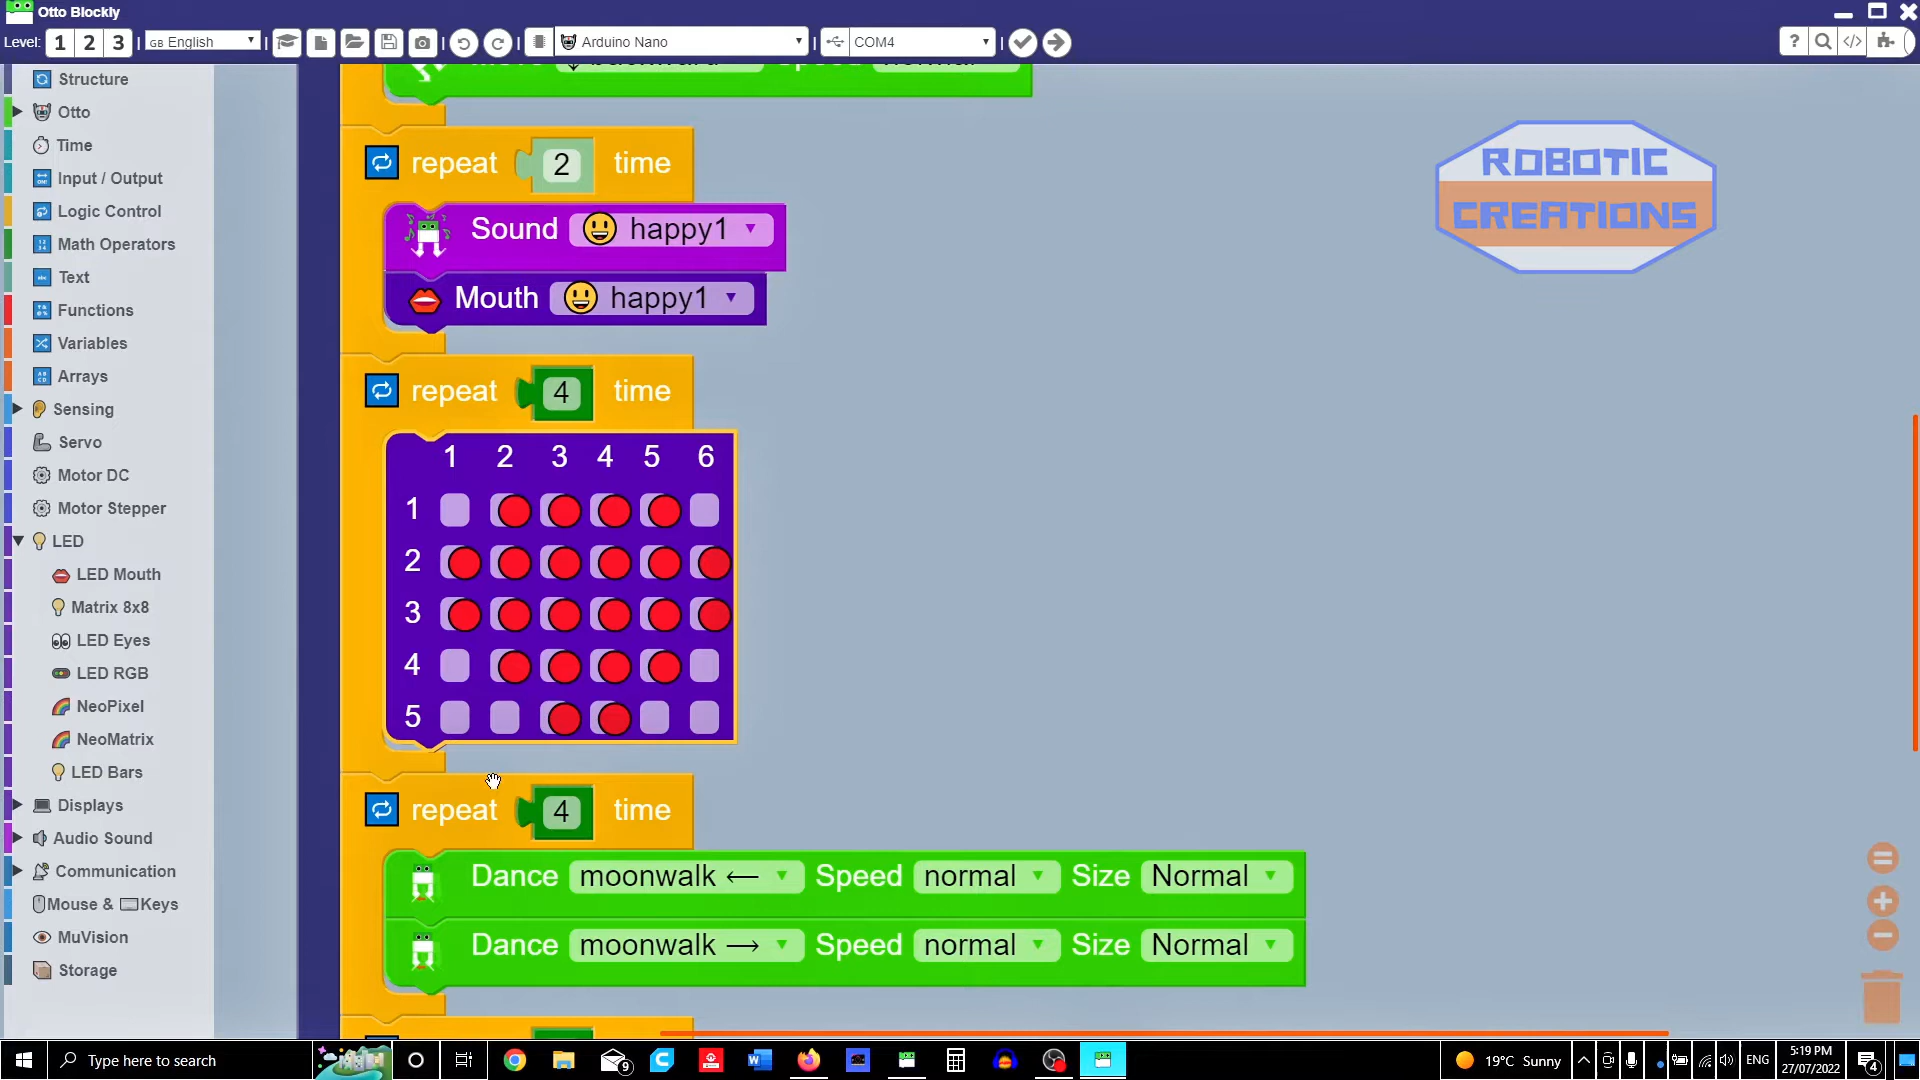 Otto Blockly
Level: 1 2 3 GB English Arduino Nano COM4 ?
Structure
Otto
Time
Input / Output
Logic Control
Math Operators
Text
Functions
Variables
Arrays
Sensing
Servo
Motor DC
Motor Stepper
LED
LED Mouth
Matrix 8x8
LED Eyes
LED RGB
NeoPixel
NeoMatrix
LED Bars
Displays
Audio Sound
Communication
Mouse & Keys
MuVision
Storage
repeat 2 time
Sound happy1
Mouth happy1
repeat 4 time
1 2 3 4 5 6
1
2
3
4
5
repeat 4 time
Dance moonwalk ← Speed normal Size Normal
Dance moonwalk → Speed normal Size Normal
ROBOTIC
CREATIONS
Type here to search
9
19°C Sunny
ENG
5:19 PM
27/07/2022
4